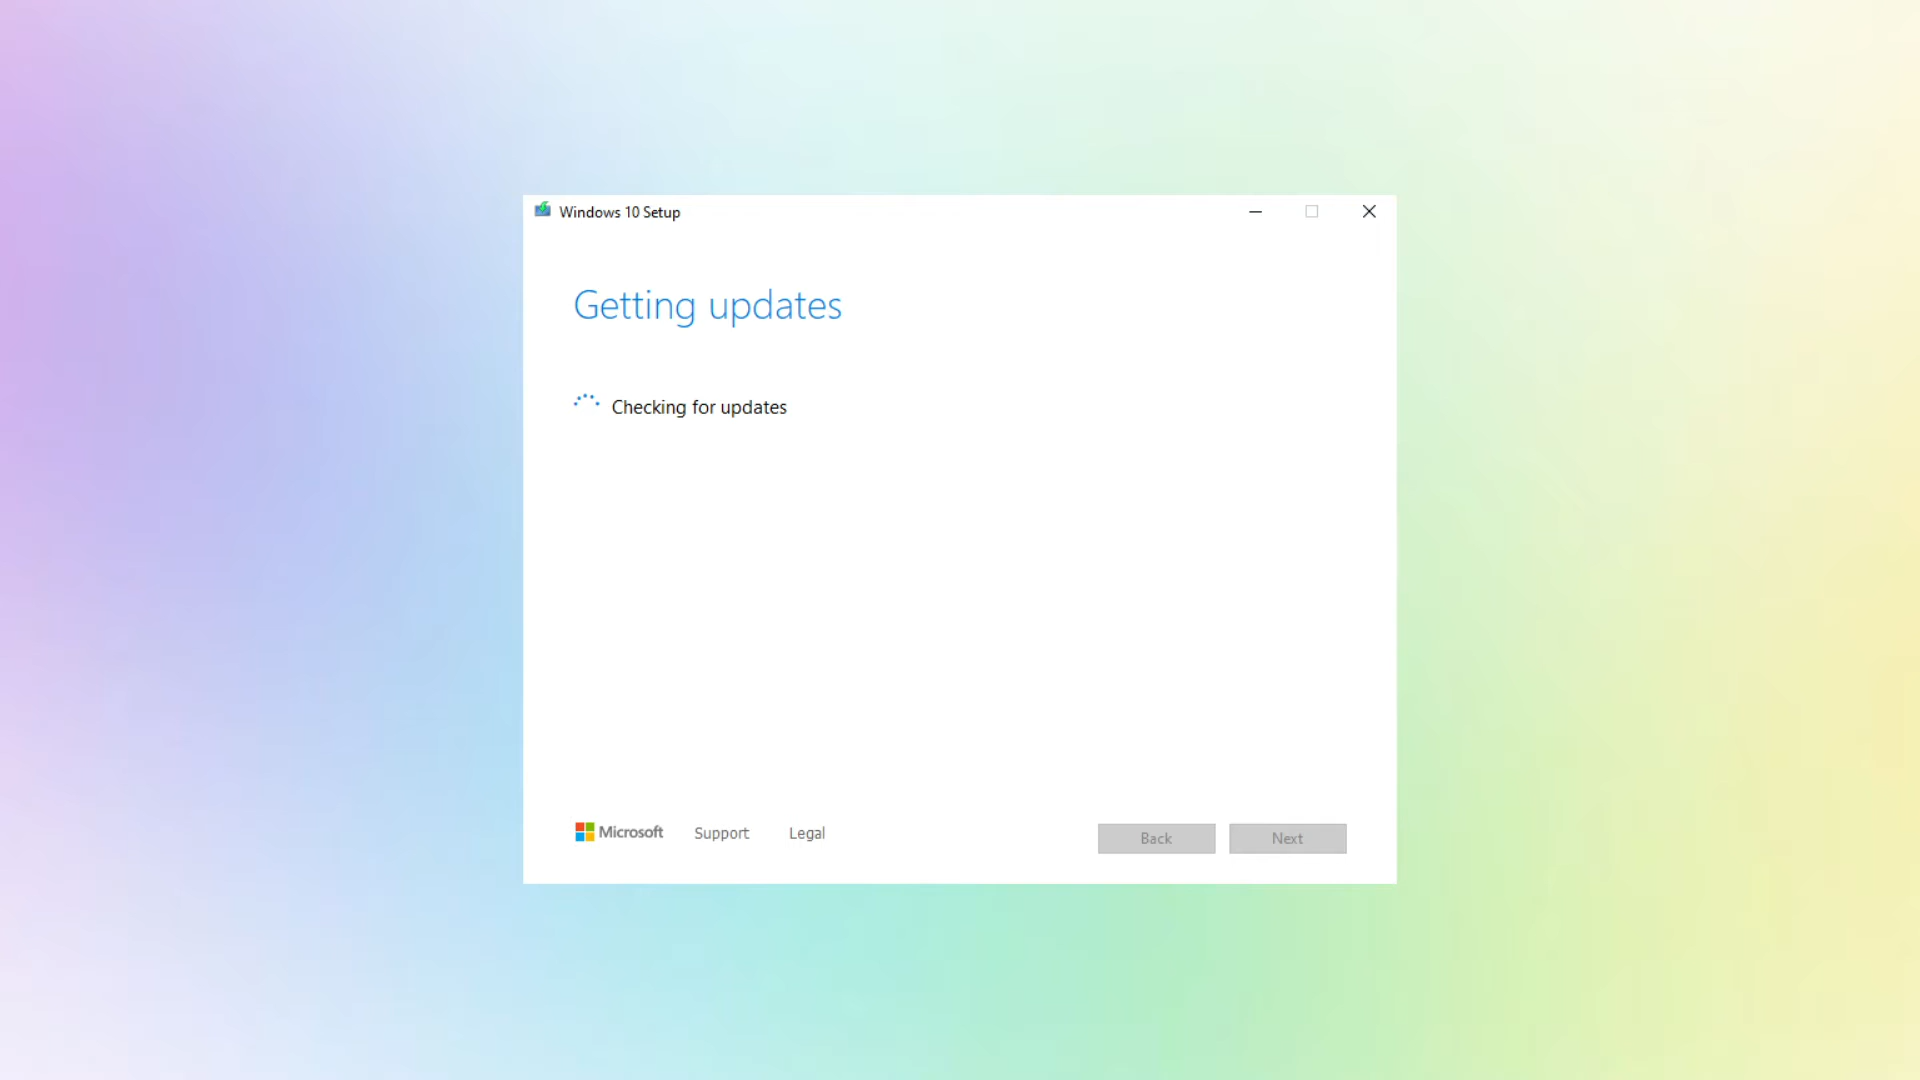 Windows 10 Setup
Getting updates
Checking for updates
Microsoft Support Legal Back Next